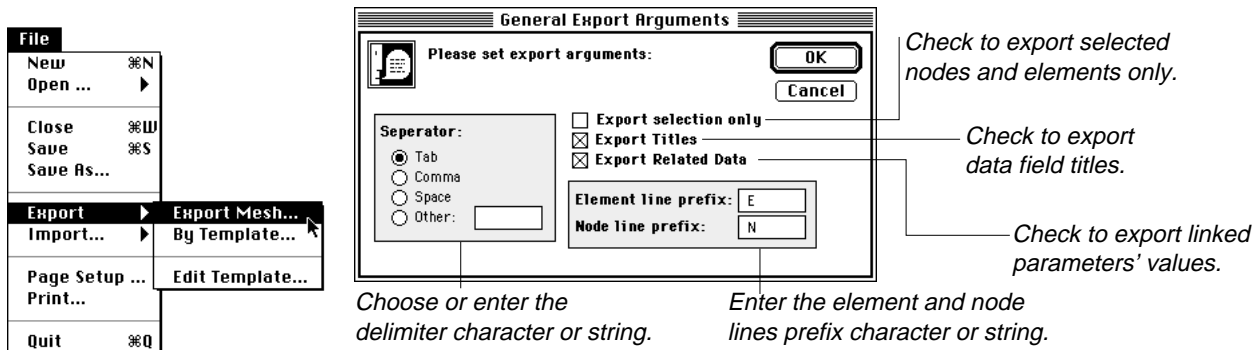 File
New ⌘N
Open ...
Close ⌘W
Save ⌘S
Save As...
Export
Import...
Page Setup ...
Print...
Quit ⌘Q
Export Mesh...
By Template...
Edit Template...
General Export Arguments
Please set export arguments:
OK
Cancel
Seperator:
Tab
Comma
Space
Other:
Export selection only
Export Titles
Export Related Data
Element line prefix: E
Node line prefix: N
Check to export selected
nodes and elements only.
Check to export
data field titles.
Check to export linked
parameters’ values.
Choose or enter the
delimiter character or string.
Enter the element and node
lines prefix character or string.